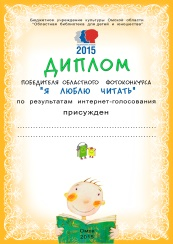 Бюджетное учреждение культуры Омской области
"Областная библиотека для детей и юношества"
2015
ДИПЛОМ
ПОБЕДИТЕЛЯ ОБЛАСТНОГО ФОТОКОНКУРСА
"Я ЛЮБЛЮ ЧИТАТЬ"
по результатам интернет-голосования
присужден
Омск
2015